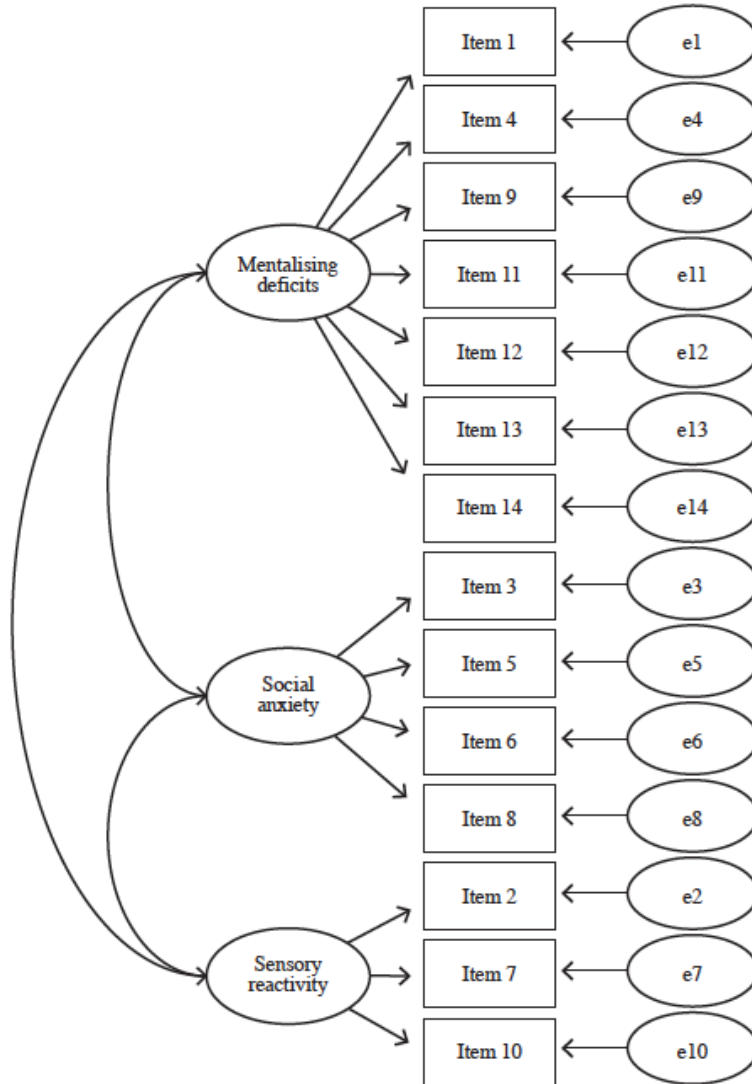 Item 1
e1
Item 4
e4
Item 9
e9
Mentalising
deficits
Item 11
e11
Item 12
e12
Item 13
e13
Item 14
e14
Item 3
e3
Item 5
e5
Social
anxiety
Item 6
e6
Item 8
e8
Item 2
e2
Sensory
reactivity
Item 7
e7
Item 10
e10